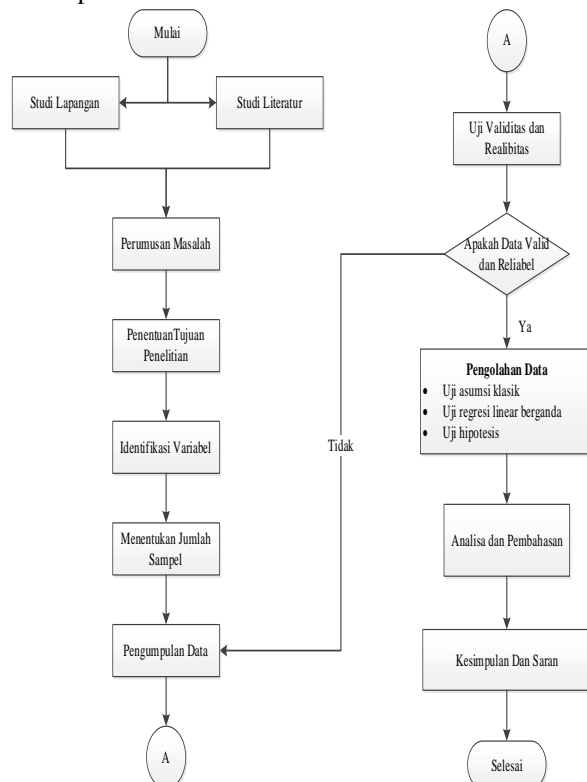 Mulai
Studi Lapangan
Studi Literatur
Perumusan Masalah
PenentuanTujuan
Penelitian
Identifikasi Variabel
Menentukan Jumlah
Sampel
Pengumpulan Data
A
Tidak
A
Uji Validitas dan
Realibitas
Apakah Data Valid
dan Reliabel
Ya
Pengolahan Data
• Uji asumsi klasik
• Uji regresi linear berganda
• Uji hipotesis
Analisa dan Pembahasan
Kesimpulan Dan Saran
Selesai